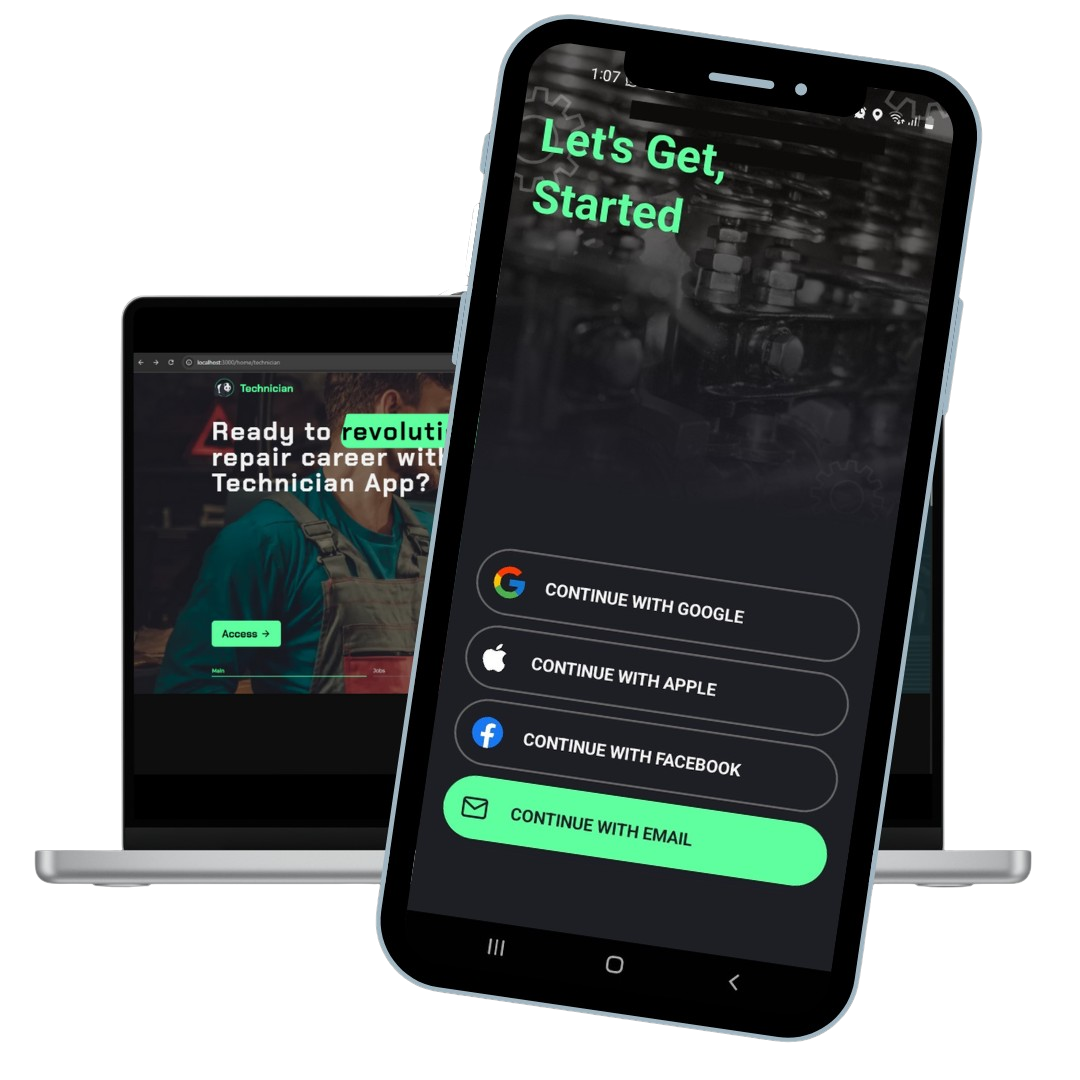 1:07
Let's Get,
Started
CONTINUE WITH GOOGLE
CONTINUE WITH APPLE
CONTINUE WITH FACEBOOK
CONTINUE WITH EMAIL
localhost:3000/home/technician
Technician
Ready to revoluti
repair career with
Technician App?
Access →
Main
Jobs